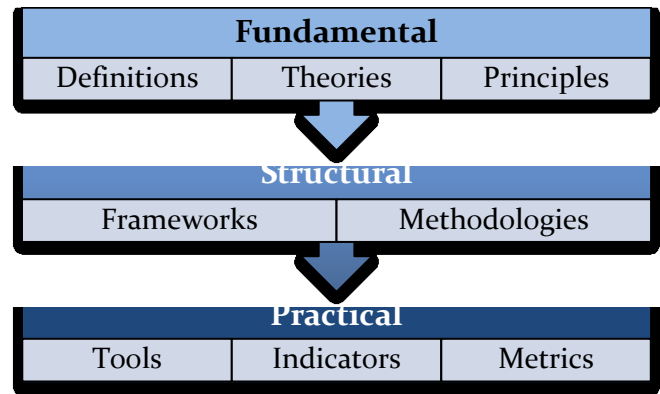 Fundamental
Definitions Theories Principles
Structural
Frameworks Methodologies
Practical
Tools Indicators Metrics